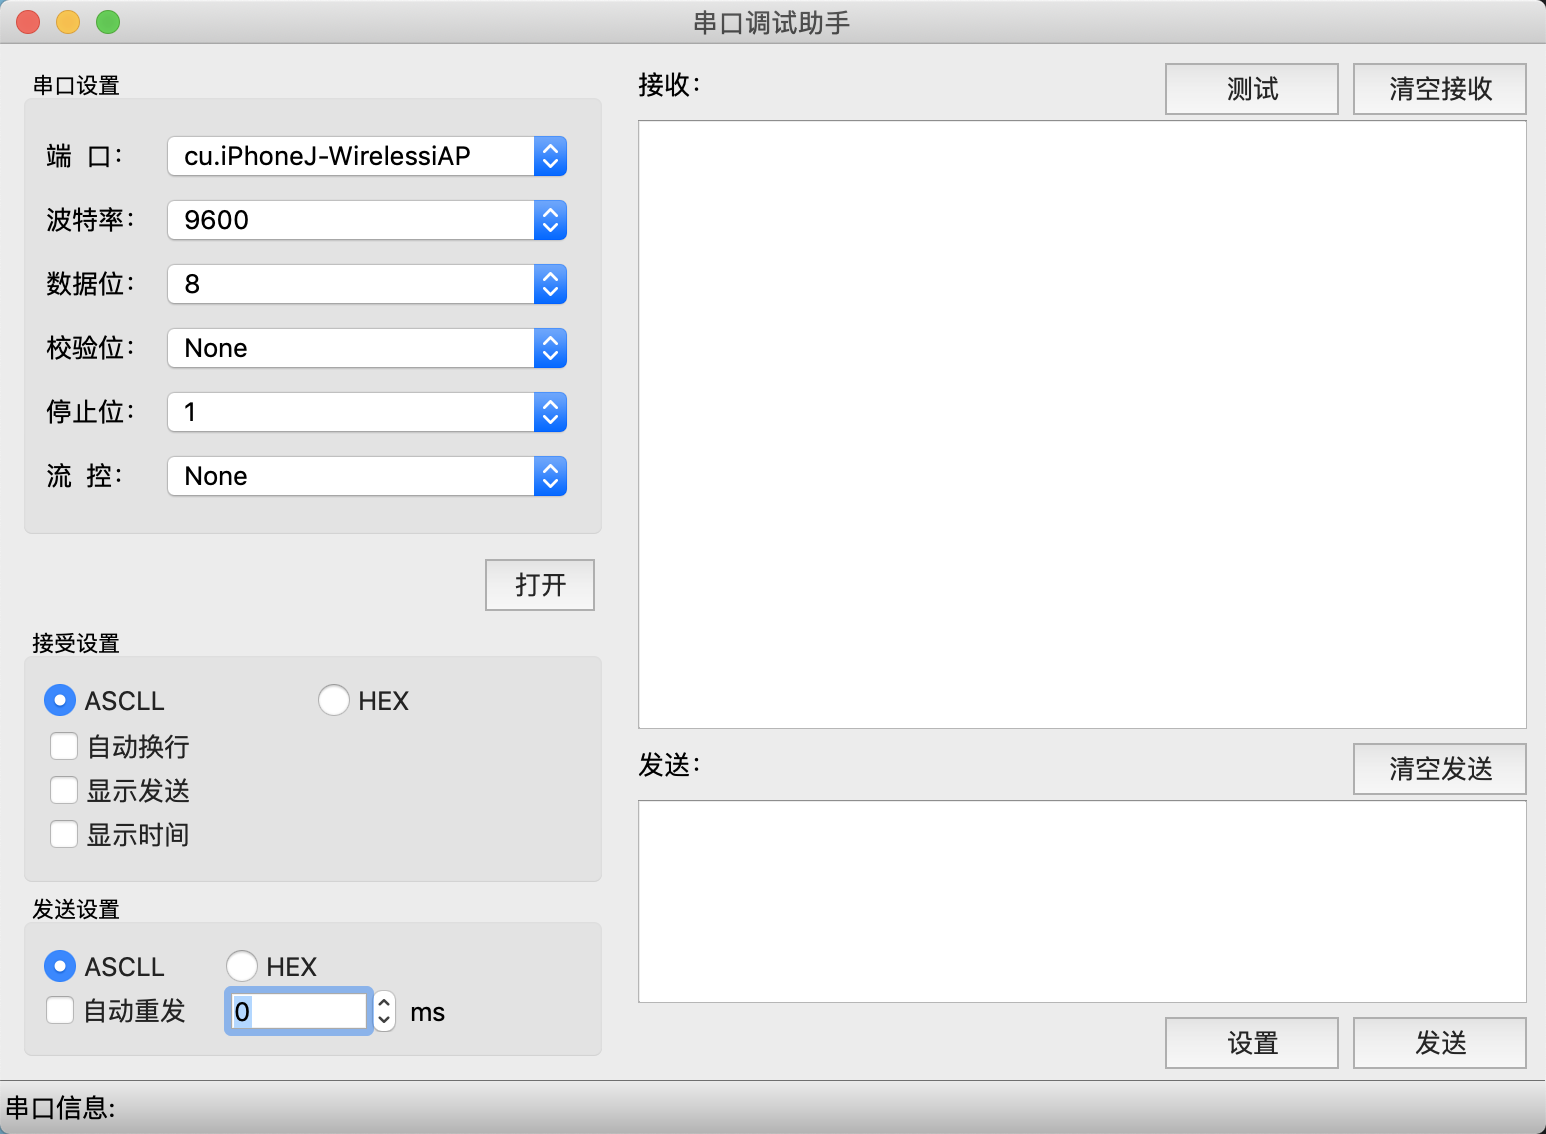 串口调试助手
串口设置
端 口：
cu.iPhoneJ-WirelessiAP
波特率：
9600
数据位：
8
校验位：
None
停止位：
1
流 控：
None
打开
接受设置
ASCLL
HEX
自动换行
显示发送
显示时间
发送设置
ASCLL
HEX
自动重发
0
ms
接收：
测试
清空接收
发送：
清空发送
设置
发送
串口信息: